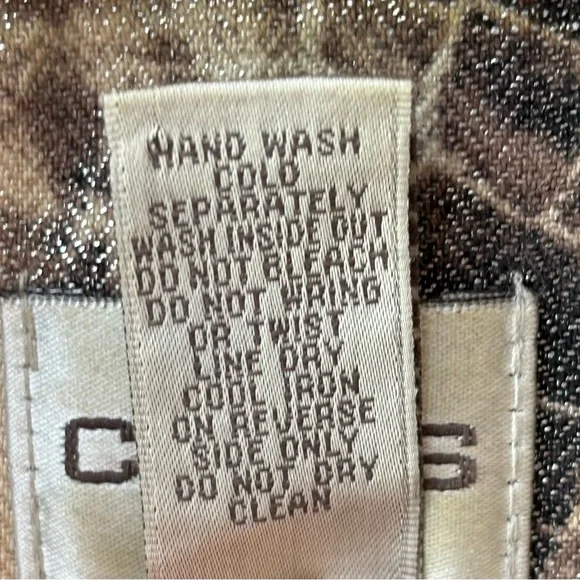 HAND WASH
COLD
SEPARATELY
WASH INSIDE OUT
DO NOT BLEACH
DO NOT WRING
OR TWIST
LINE DRY
COOL IRON
ON REVERSE
SIDE ONLY
DO NOT DRY
CLEAN